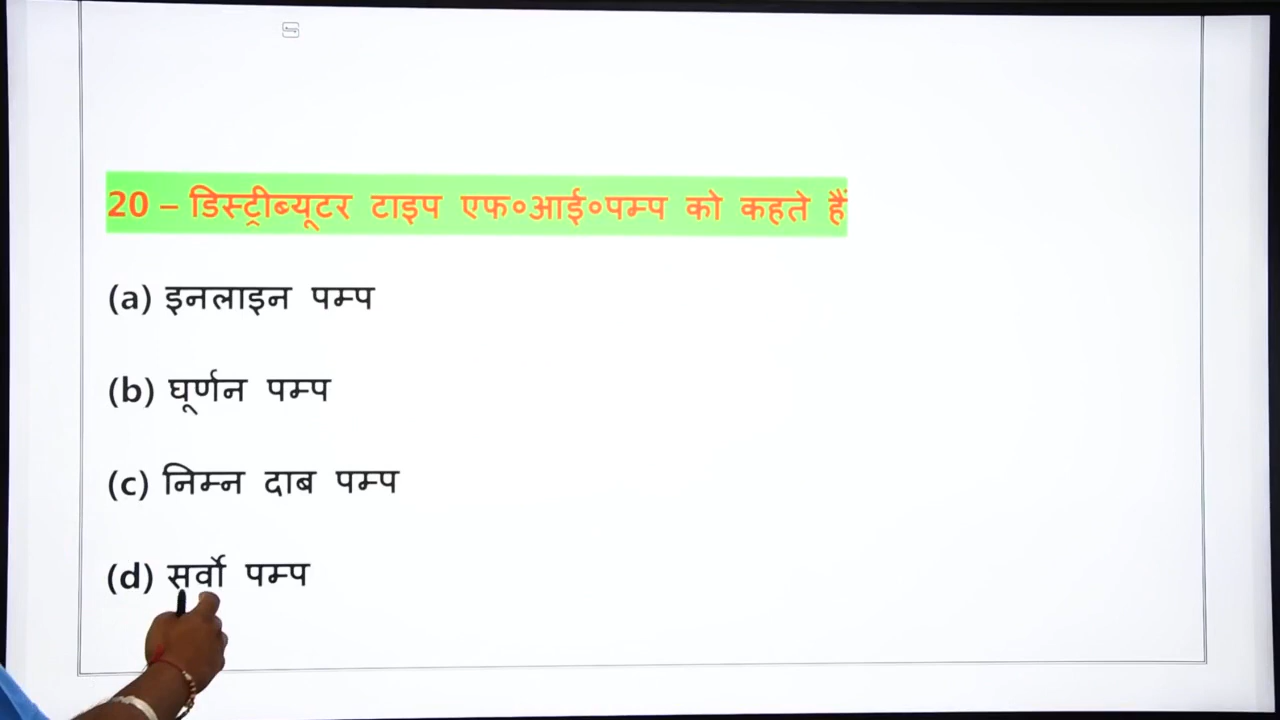 20 – डिस्ट्रीब्यूटर टाइप एफ०आई०पम्प को कहते हैं
(a) इनलाइन पम्प
(b) घूर्णन पम्प
(c) निम्न दाब पम्प
(d) सर्वो पम्प